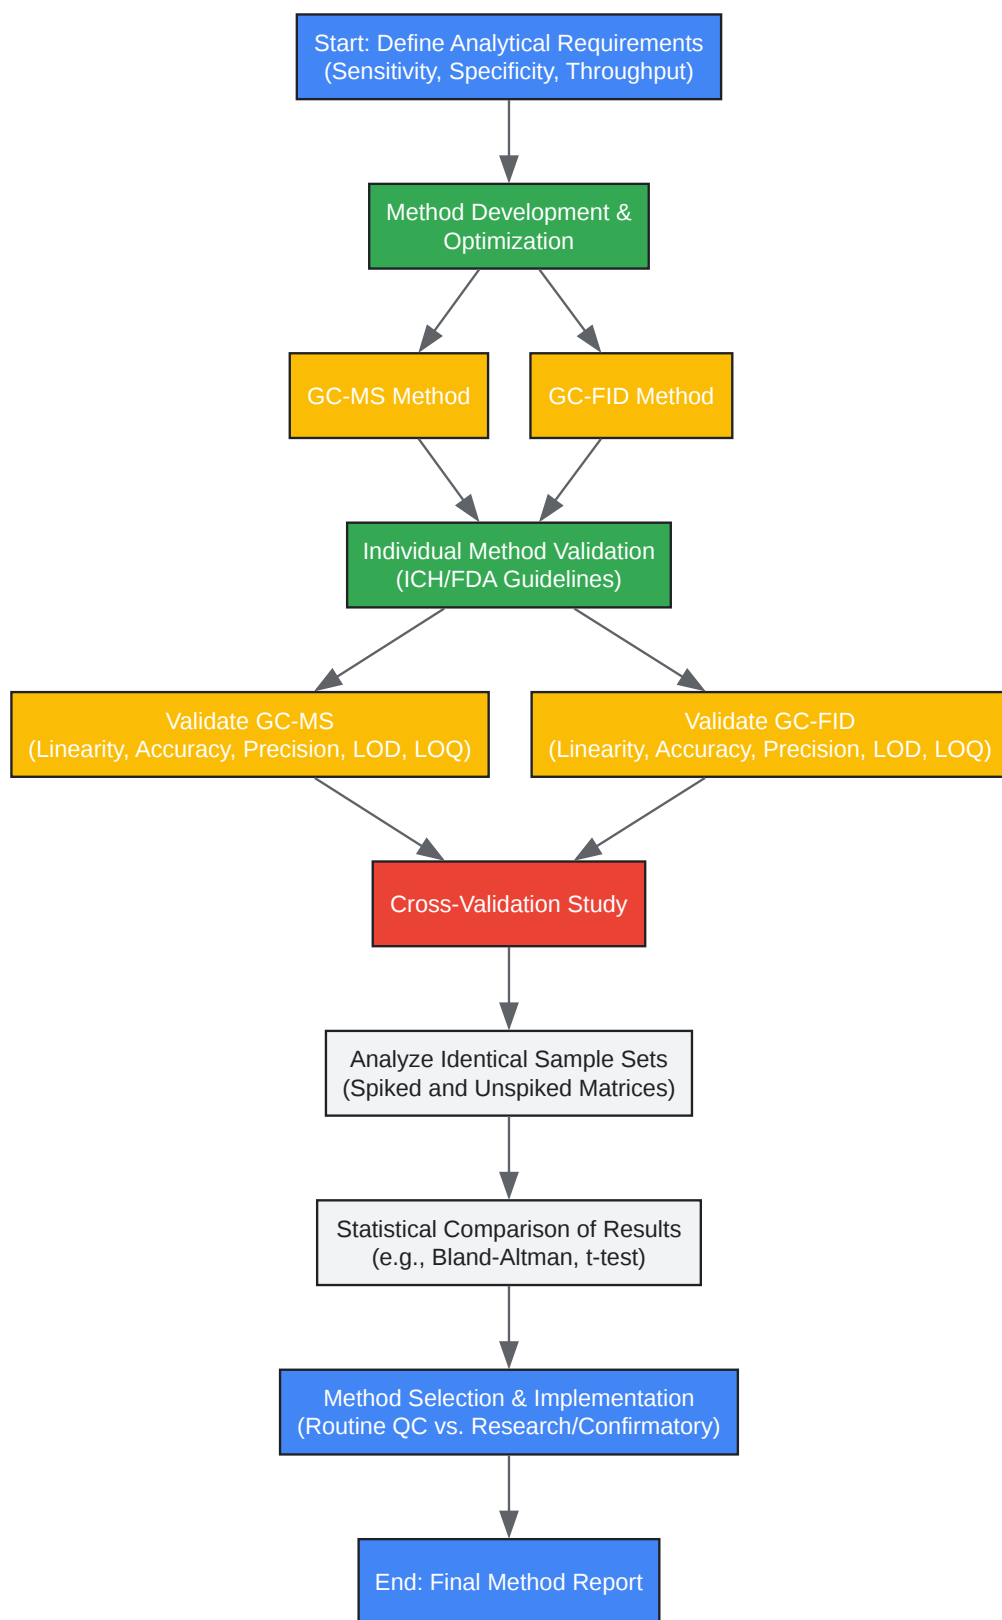 Start: Define Analytical Requirements
(Sensitivity, Specificity, Throughput)
Method Development &
Optimization
GC-MS Method
GC-FID Method
Individual Method Validation
(ICH/FDA Guidelines)
Validate GC-MS
(Linearity, Accuracy, Precision, LOD, LOQ)
Validate GC-FID
(Linearity, Accuracy, Precision, LOD, LOQ)
Cross-Validation Study
Analyze Identical Sample Sets
(Spiked and Unspiked Matrices)
Statistical Comparison of Results
(e.g., Bland-Altman, t-test)
Method Selection & Implementation
(Routine QC vs. Research/Confirmatory)
End: Final Method Report